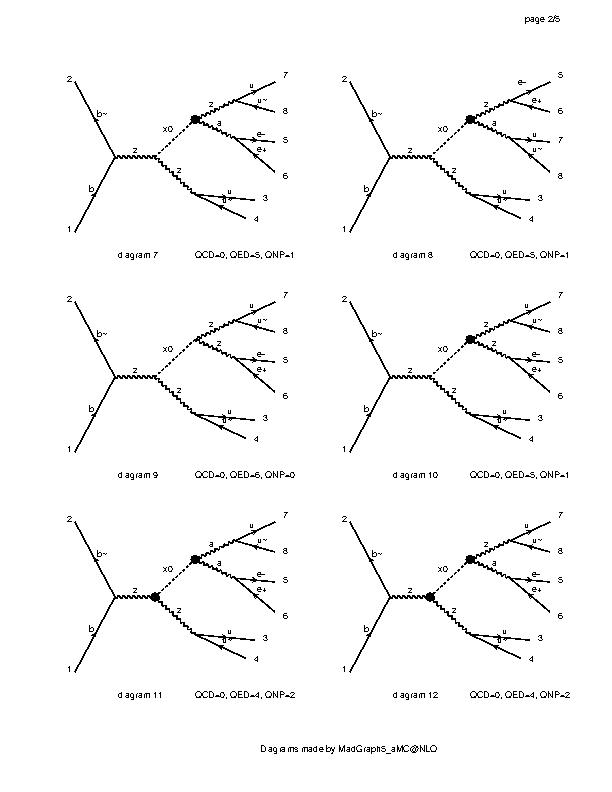 page 2/5
2
b~
b
1
z
x0
z
z
u
7
u~
8
a
e-
5
e+
6
u
u~
3
4
diagram 7 QCD=0, QED=5, QNP=1
2
b~
b
1
z
x0
z
z
e-
5
e+
6
a
u
7
u~
8
u
u~
3
4
diagram 8 QCD=0, QED=5, QNP=1
2
b~
b
1
z
x0
z
z
u
7
u~
8
z
e-
5
e+
6
u
u~
3
4
diagram 9 QCD=0, QED=6, QNP=0
2
b~
b
1
z
x0
z
z
u
7
u~
8
z
e-
5
e+
6
u
u~
3
4
diagram 10 QCD=0, QED=5, QNP=1
2
b~
b
1
z
x0
z
a
u
7
u~
8
a
e-
5
e+
6
u
u~
3
4
diagram 11 QCD=0, QED=4, QNP=2
2
b~
b
1
z
x0
z
z
u
7
u~
8
a
e-
5
e+
6
u
u~
3
4
diagram 12 QCD=0, QED=4, QNP=2
Diagrams made by MadGraph5_aMC@NLO